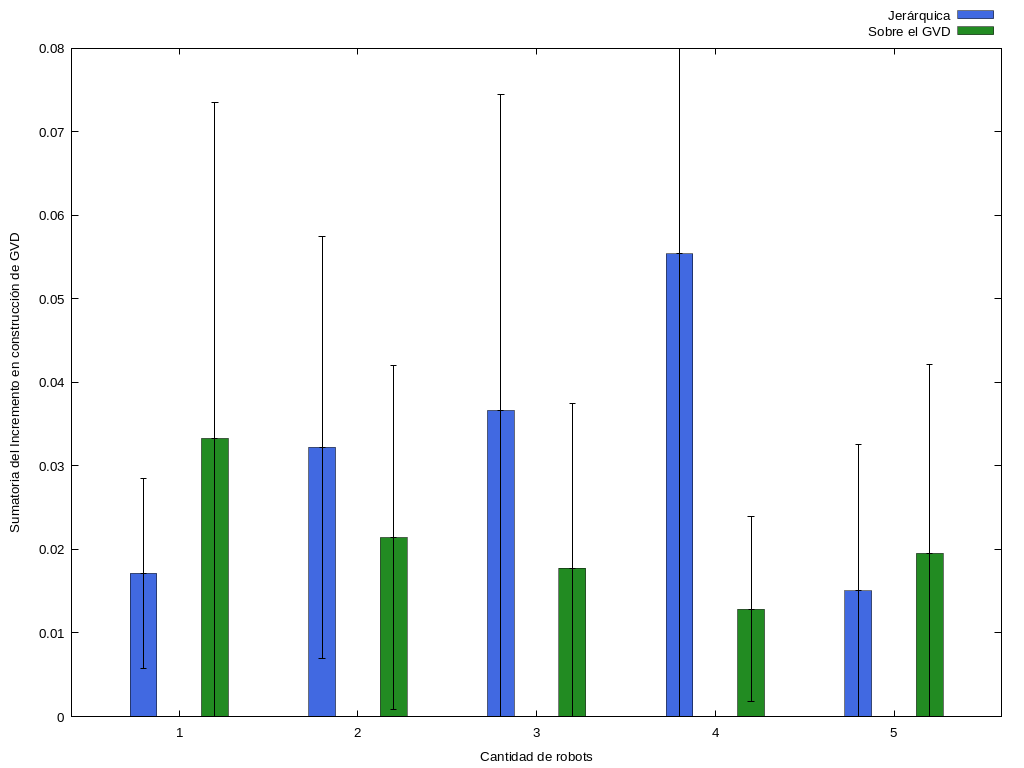 Jerárquica
Sobre el GVD
0.08
0.07
0.06
0.05
0.04
0.03
0.02
0.01
0
Sumatoria del Incremento en construcción de GVD
1 2 3 4 5
Cantidad de robots